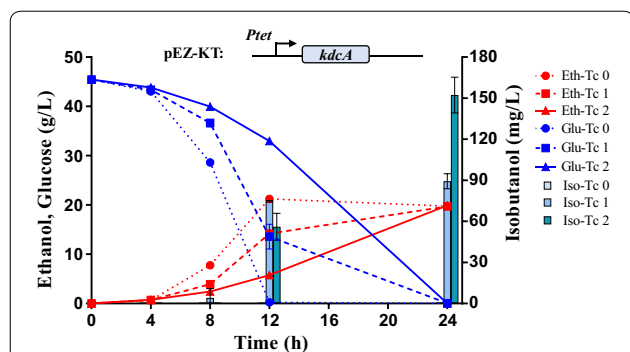 pEZ-KT:
Ptet
kdcA
Ethanol, Glucose (g/L)
50
40
30
20
10
0
0
4
8
12
16
20
24
Time (h)
180
150
120
90
60
30
0
Isobutanol (mg/L)
Eth-Tc 0
Eth-Tc 1
Eth-Tc 2
Glu-Tc 0
Glu-Tc 1
Glu-Tc 2
Iso-Tc 0
Iso-Tc 1
Iso-Tc 2